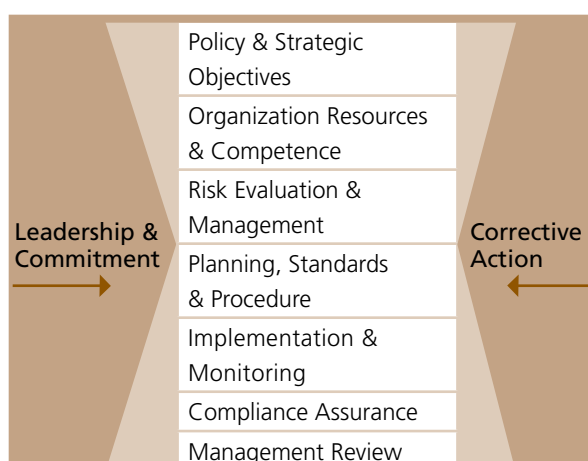 Policy & Strategic
Objectives
Organization Resources
& Competence
Risk Evaluation &
Management
Leadership &
Commitment
Corrective
Action
Planning, Standards
& Procedure
Implementation &
Monitoring
Compliance Assurance
Management Review